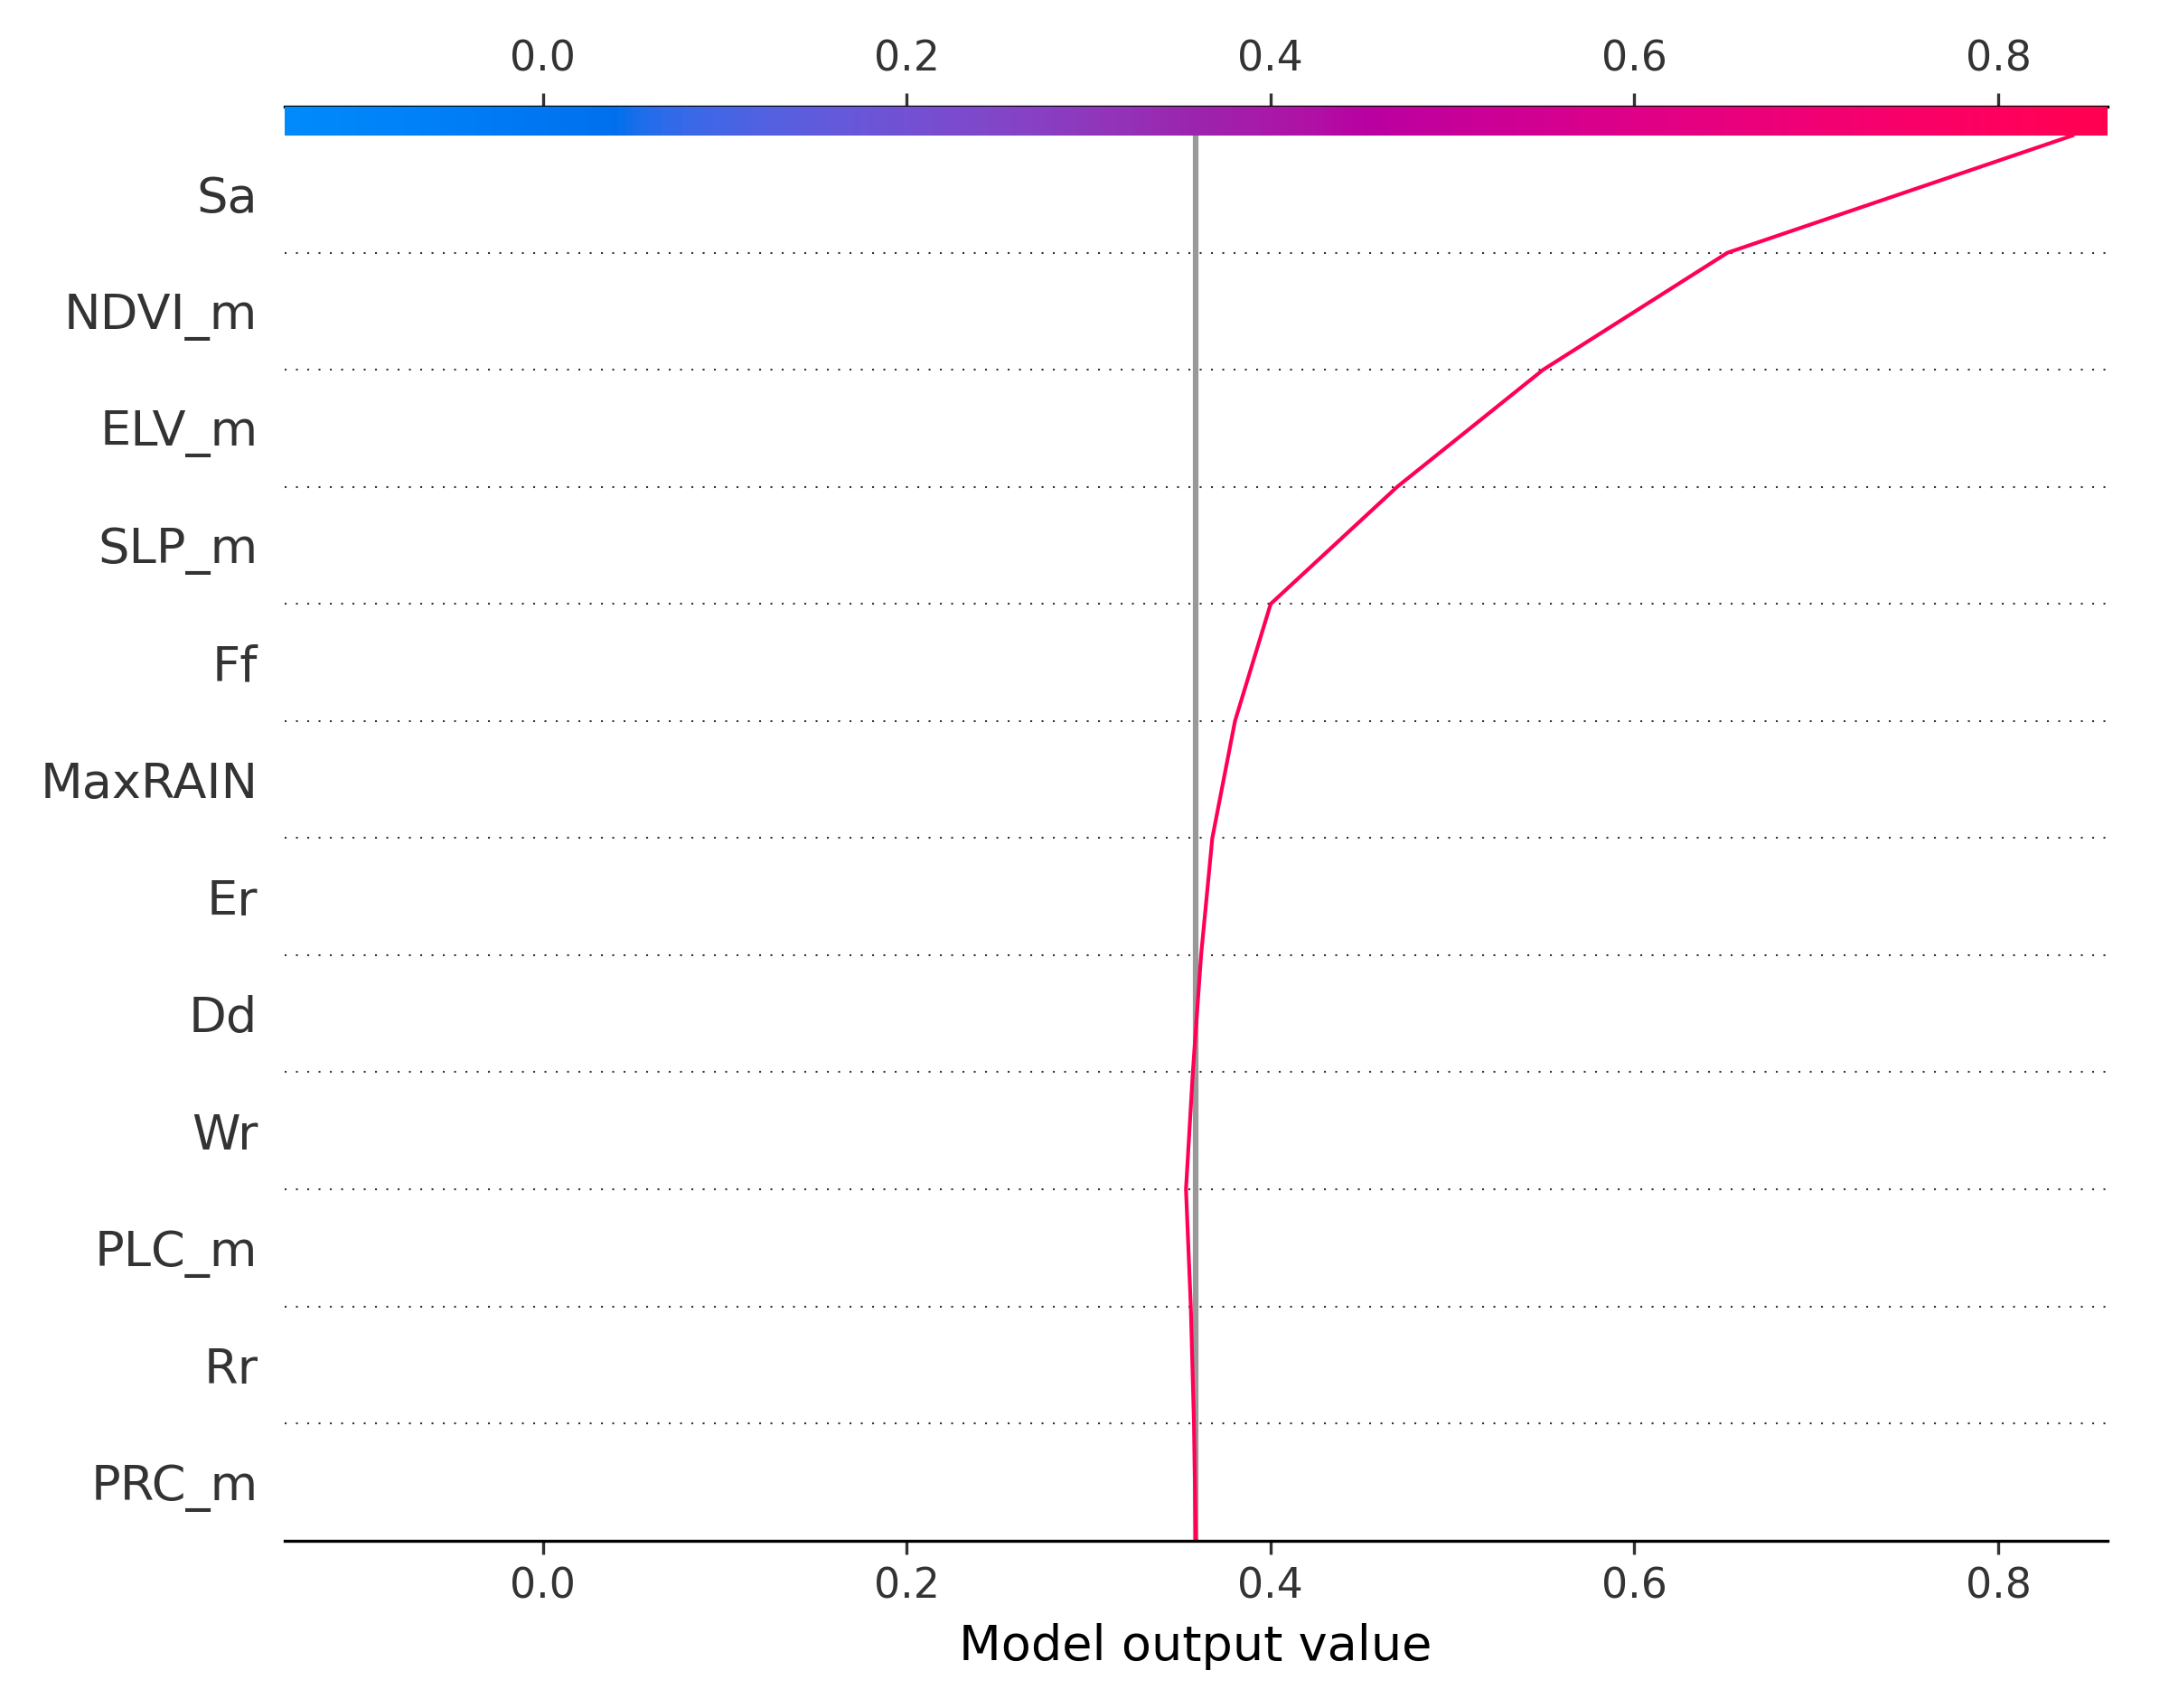 0.0 0.2 0.4 0.6 0.8
Sa
NDVI_m
ELV_m
SLP_m
Ff
MaxRAIN
Er
Dd
Wr
PLC_m
Rr
PRC_m
0.0 0.2 0.4 0.6 0.8
Model output value